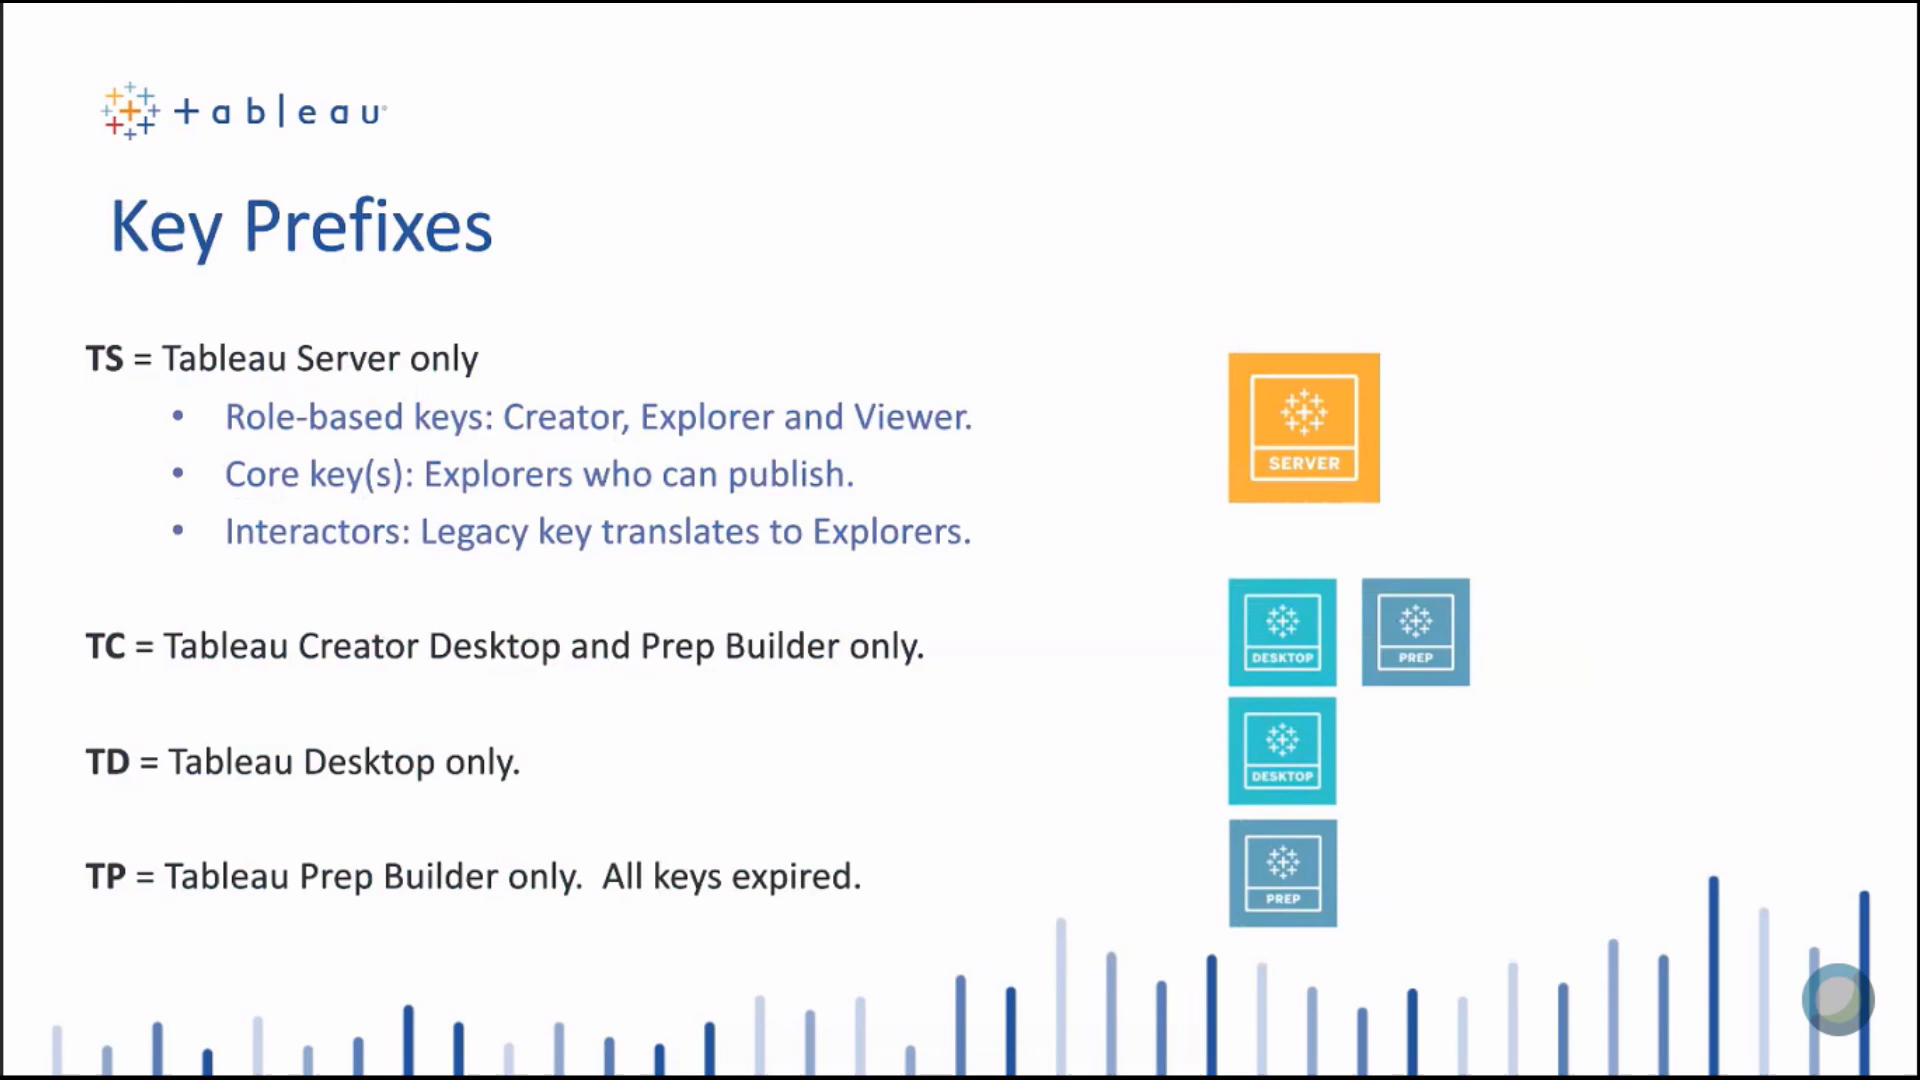 +ableau
Key Prefixes
TS = Tableau Server only
• Role-based keys: Creator, Explorer and Viewer.
• Core key(s): Explorers who can publish.
• Interactors: Legacy key translates to Explorers.
SERVER
TC = Tableau Creator Desktop and Prep Builder only.
DESKTOP
PREP
TD = Tableau Desktop only.
DESKTOP
TP = Tableau Prep Builder only.  All keys expired.
PREP